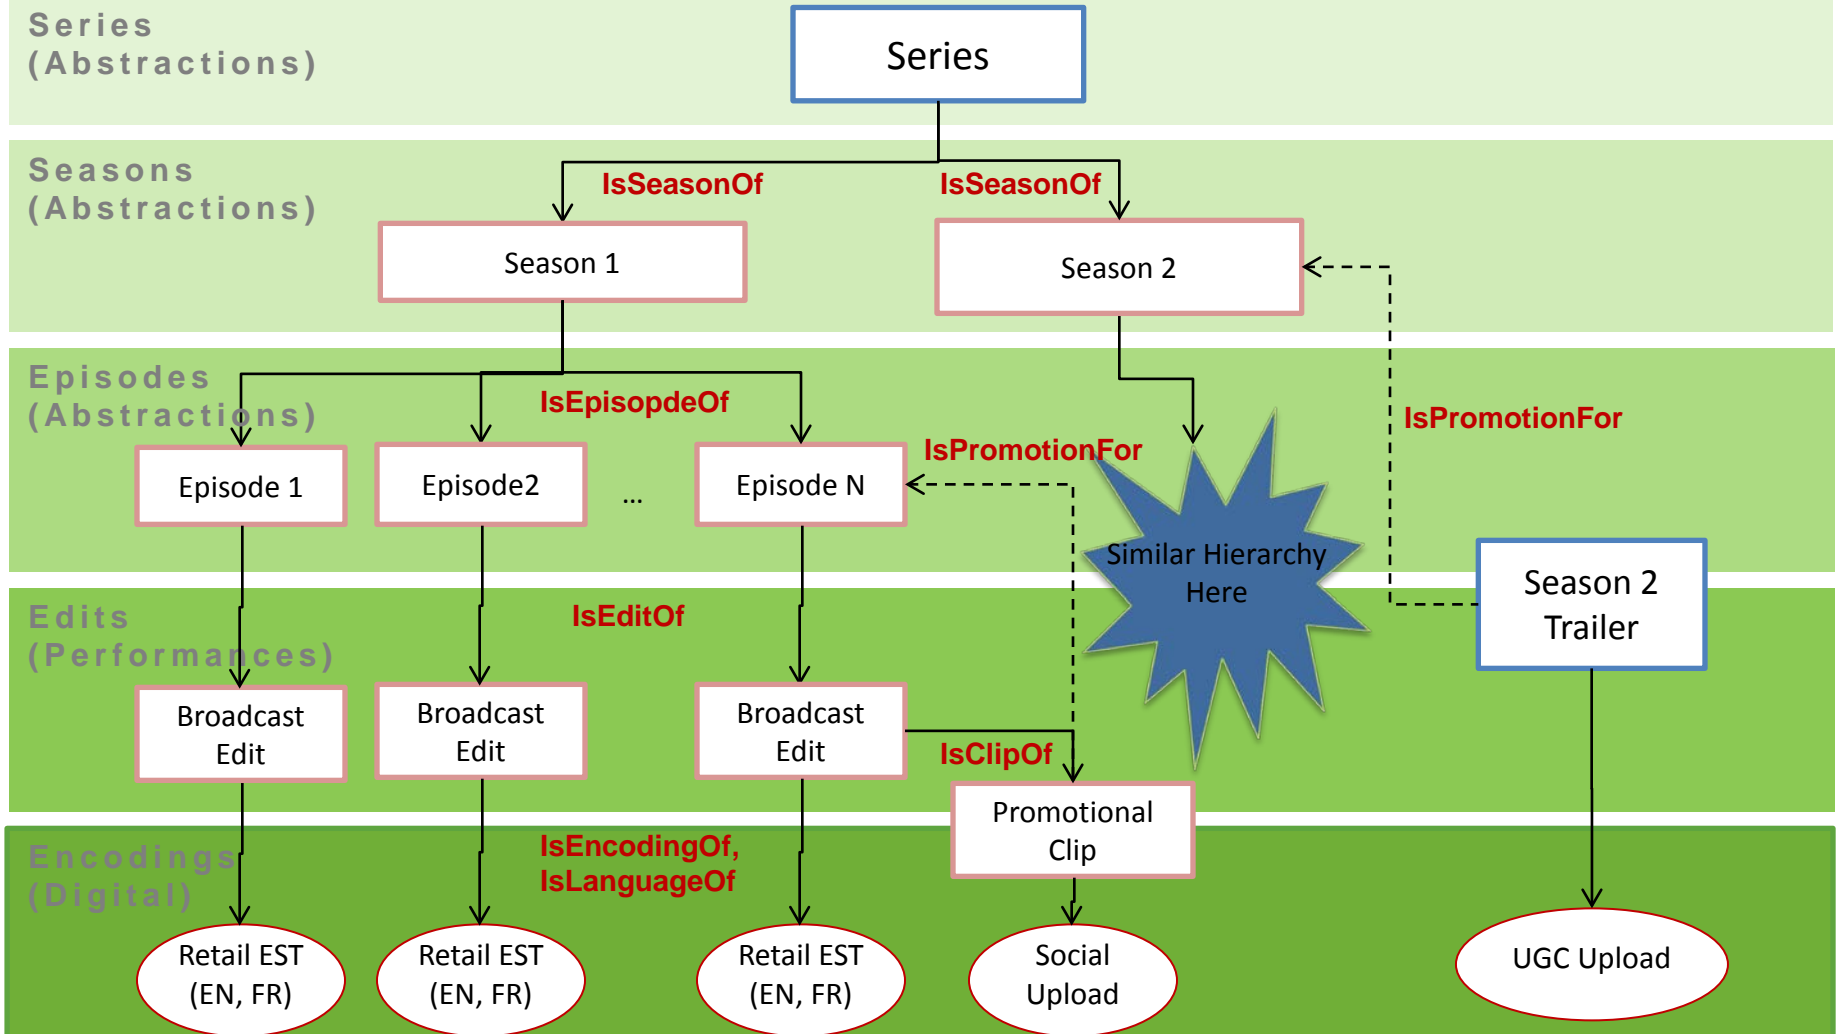 Series
(Abstractions)
Series
Seasons
(Abstractions)
IsSeasonOf
IsSeasonOf
Season 1
Season 2
Episodes
(Abstractions)
IsEpisopdeOf
IsPromotionFor
IsPromotionFor
Episode 1
Episode2
...
Episode N
Similar Hierarchy
Here
Season 2
Trailer
Edits
(Performances)
IsEditOf
Broadcast
Edit
Broadcast
Edit
Broadcast
Edit
IsClipOf
Promotional
Clip
Encodings
(Digital)
IsEncodingOf,
IsLanguageOf
Retail EST
(EN, FR)
Retail EST
(EN, FR)
Retail EST
(EN, FR)
Social
Upload
UGC Upload